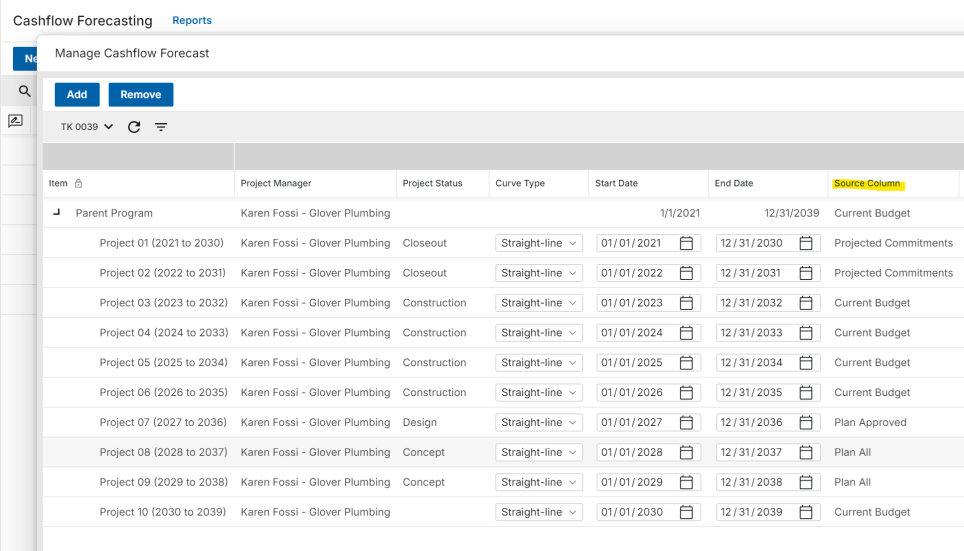 Cashflow Forecasting Reports
Manage Cashflow Forecast
Add Remove
TK 0039
Item Project Manager Project Status Curve Type Start Date End Date Source Column
Parent Program Karen Fossi - Glover Plumbing 1/1/2021 12/31/2039 Current Budget
Project 01 (2021 to 2030) Karen Fossi - Glover Plumbing Closeout Straight-line 01/01/2021 12/31/2030 Projected Commitments
Project 02 (2022 to 2031) Karen Fossi - Glover Plumbing Closeout Straight-line 01/01/2022 12/31/2031 Projected Commitments
Project 03 (2023 to 2032) Karen Fossi - Glover Plumbing Construction Straight-line 01/01/2023 12/31/2032 Current Budget
Project 04 (2024 to 2033) Karen Fossi - Glover Plumbing Construction Straight-line 01/01/2024 12/31/2033 Current Budget
Project 05 (2025 to 2034) Karen Fossi - Glover Plumbing Construction Straight-line 01/01/2025 12/31/2034 Current Budget
Project 06 (2026 to 2035) Karen Fossi - Glover Plumbing Construction Straight-line 01/01/2026 12/31/2035 Current Budget
Project 07 (2027 to 2036) Karen Fossi - Glover Plumbing Design Straight-line 01/01/2027 12/31/2036 Plan Approved
Project 08 (2028 to 2037) Karen Fossi - Glover Plumbing Concept Straight-line 01/01/2028 12/31/2037 Plan All
Project 09 (2029 to 2038) Karen Fossi - Glover Plumbing Concept Straight-line 01/01/2029 12/31/2038 Plan All
Project 10 (2030 to 2039) Karen Fossi - Glover Plumbing Straight-line 01/01/2030 12/31/2039 Current Budget